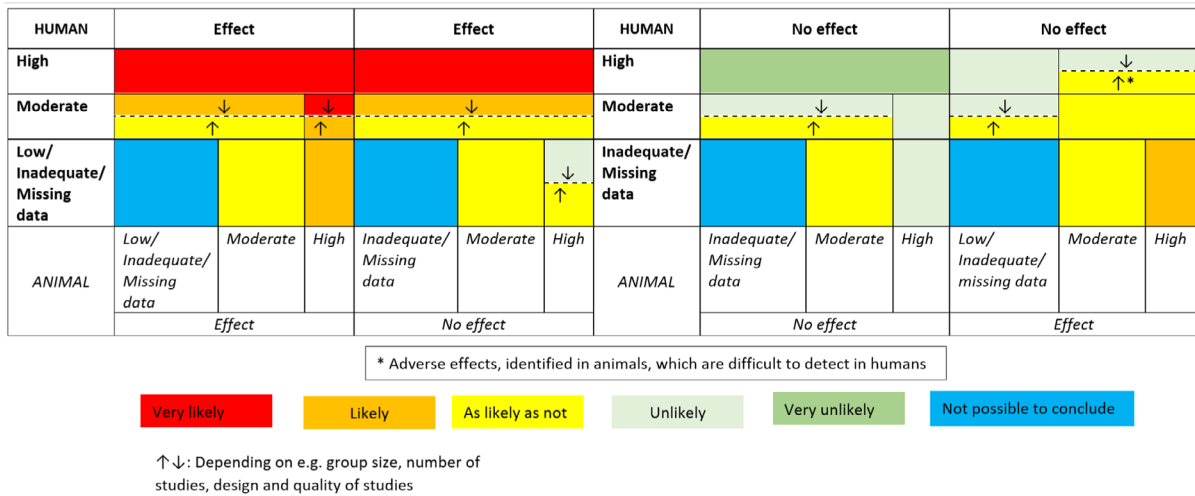 HUMAN Effect Effect HUMAN No effect No effect
High High ↓
↑*
Moderate ↓ ↓ ↓ Moderate ↓ ↓
↑ ↑ ↑ ↑ ↑
Low/
Inadequate/
Missing
data
↓
↑
Inadequate/
Missing
data
ANIMAL
Low/
Inadequate/
Missing
data
Moderate
High
Inadequate/
Missing
data
Moderate
High
ANIMAL
Inadequate/
Missing
data
Moderate
High
Low/
Inadequate/
missing data
Moderate
High
Effect No effect No effect Effect
* Adverse effects, identified in animals, which are difficult to detect in humans
Very likely Likely As likely as not Unlikely Very unlikely Not possible to conclude
↑↓: Depending on e.g. group size, number of
studies, design and quality of studies